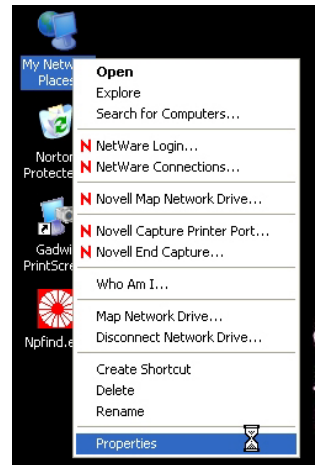 My Netw
Places
Open
Explore
Search for Computers...
NetWare Login...
NetWare Connections...
Novell Map Network Drive...
Novell Capture Printer Port...
Novell End Capture...
Who Am I...
Map Network Drive...
Disconnect Network Drive...
Create Shortcut
Delete
Rename
Properties
Norton
Protecte
Gadwi
PrintScre
Npfind.e